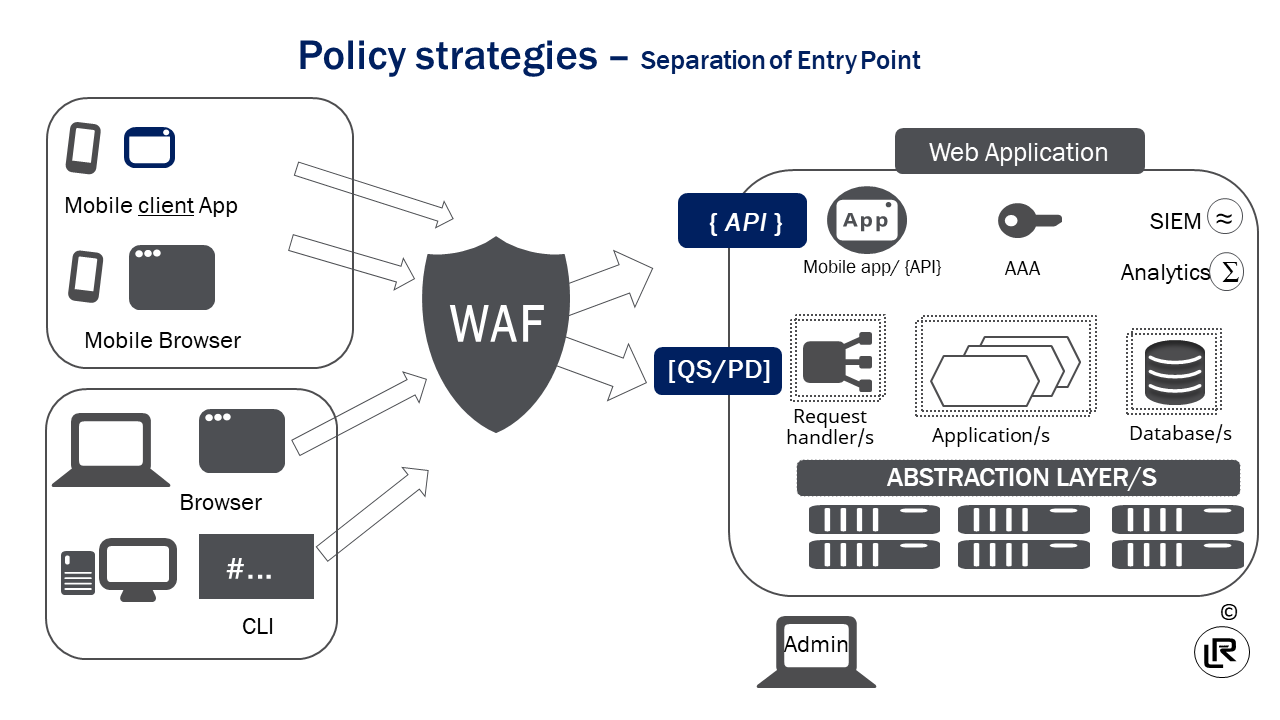 Policy strategies – Separation of Entry Point
Mobile client App
Mobile Browser
Browser
#...
CLI
WAF
Web Application
{ API }
App
Mobile app/ {API}
AAA
SIEM ≈
Analytics Σ
[QS/PD]
Request
handler/s
Application/s
Database/s
ABSTRACTION LAYER/S
Admin
©